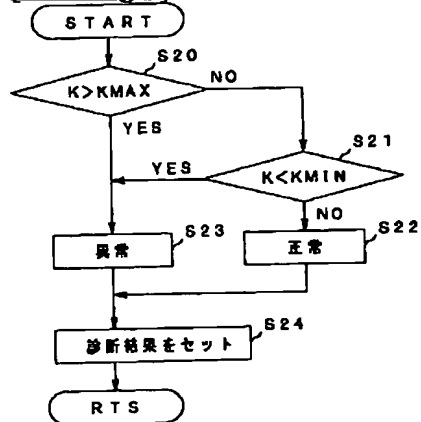 START
S20
K>KMAX
NO
YES
S21
K<KMIN
YES
NO
S23
異常
S22
正常
S24
診断結果をセット
RTS